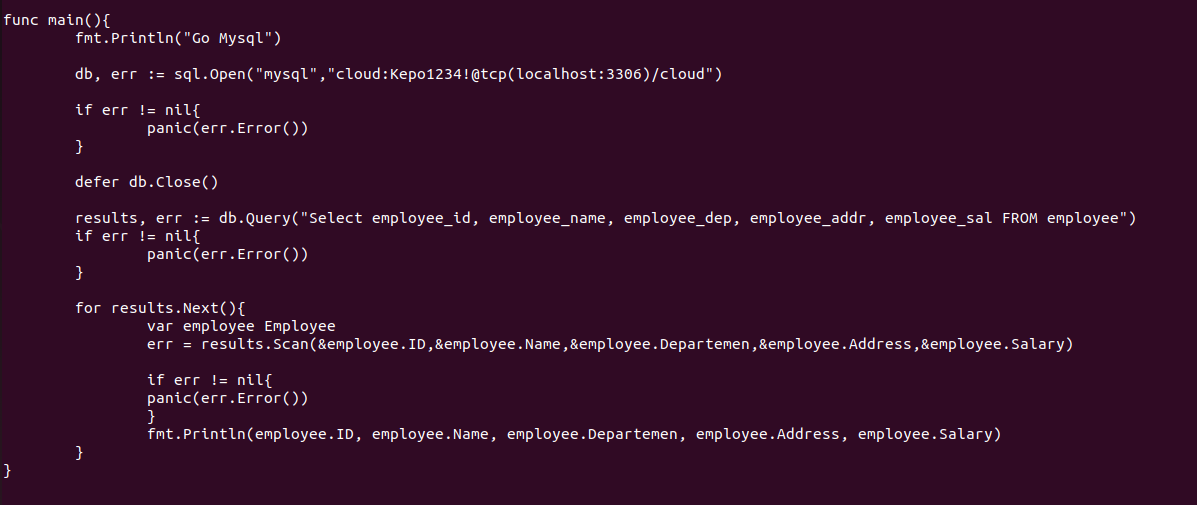 func main(){
        fmt.Println("Go Mysql")
        db, err := sql.Open("mysql","cloud:Kepo1234!@tcp(localhost:3306)/cloud")
        if err != nil{
                panic(err.Error())
        }
        defer db.Close()
        results, err := db.Query("Select employee_id, employee_name, employee_dep, employee_addr, employee_sal FROM employee")
        if err != nil{
                panic(err.Error())
        }
        for results.Next(){
                var employee Employee
                err = results.Scan(&employee.ID,&employee.Name,&employee.Departemen,&employee.Address,&employee.Salary)
                if err != nil{
                panic(err.Error())
                }
                fmt.Println(employee.ID, employee.Name, employee.Departemen, employee.Address, employee.Salary)
        }
}